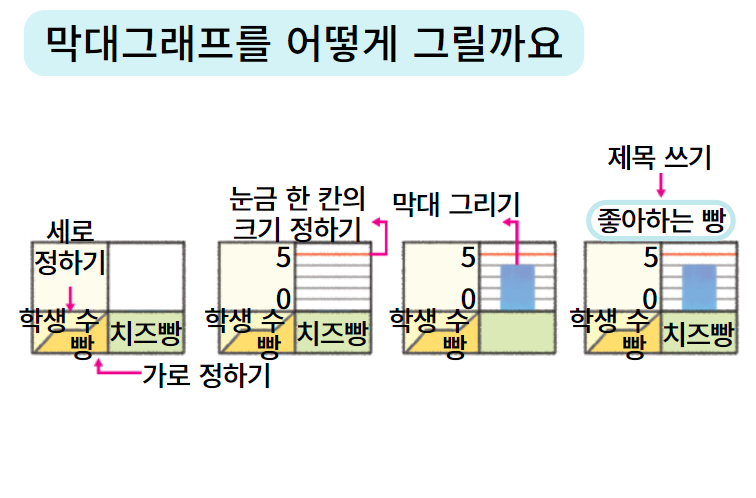 막대그래프를 어떻게 그릴까요
세로
정하기
학생 수
빵
치즈빵
가로 정하기
눈금 한 칸의
크기 정하기
5
0
학생 수
빵
치즈빵
막대 그리기
5
0
학생 수
빵
제목 쓰기
좋아하는 빵
5
0
학생 수
빵
치즈빵